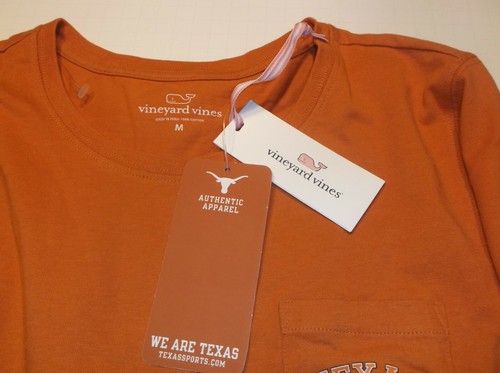 vineyard vines
M
vineyard vines®
AUTHENTIC
APPAREL
WE ARE TEXAS
TEXASSPORTS.COM